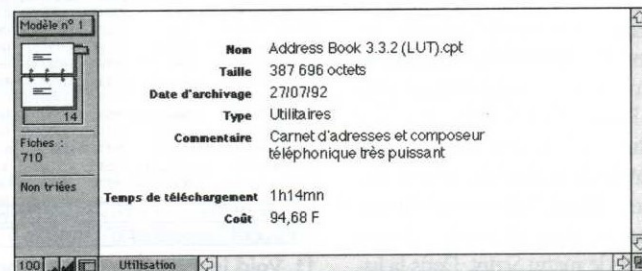 Modèle n° 1
14
Fiches :
710
Non triées
Nom Address Book 3.3.2 (LUT).cpt
Taille 387 696 octets
Date d'archivage 27/07/92
Type Utilitaires
Commentaire Carnet d'adresses et composeur
téléphonique très puissant
Temps de téléchargement 1h14mn
Coût 94,68 F
100 Utilisation